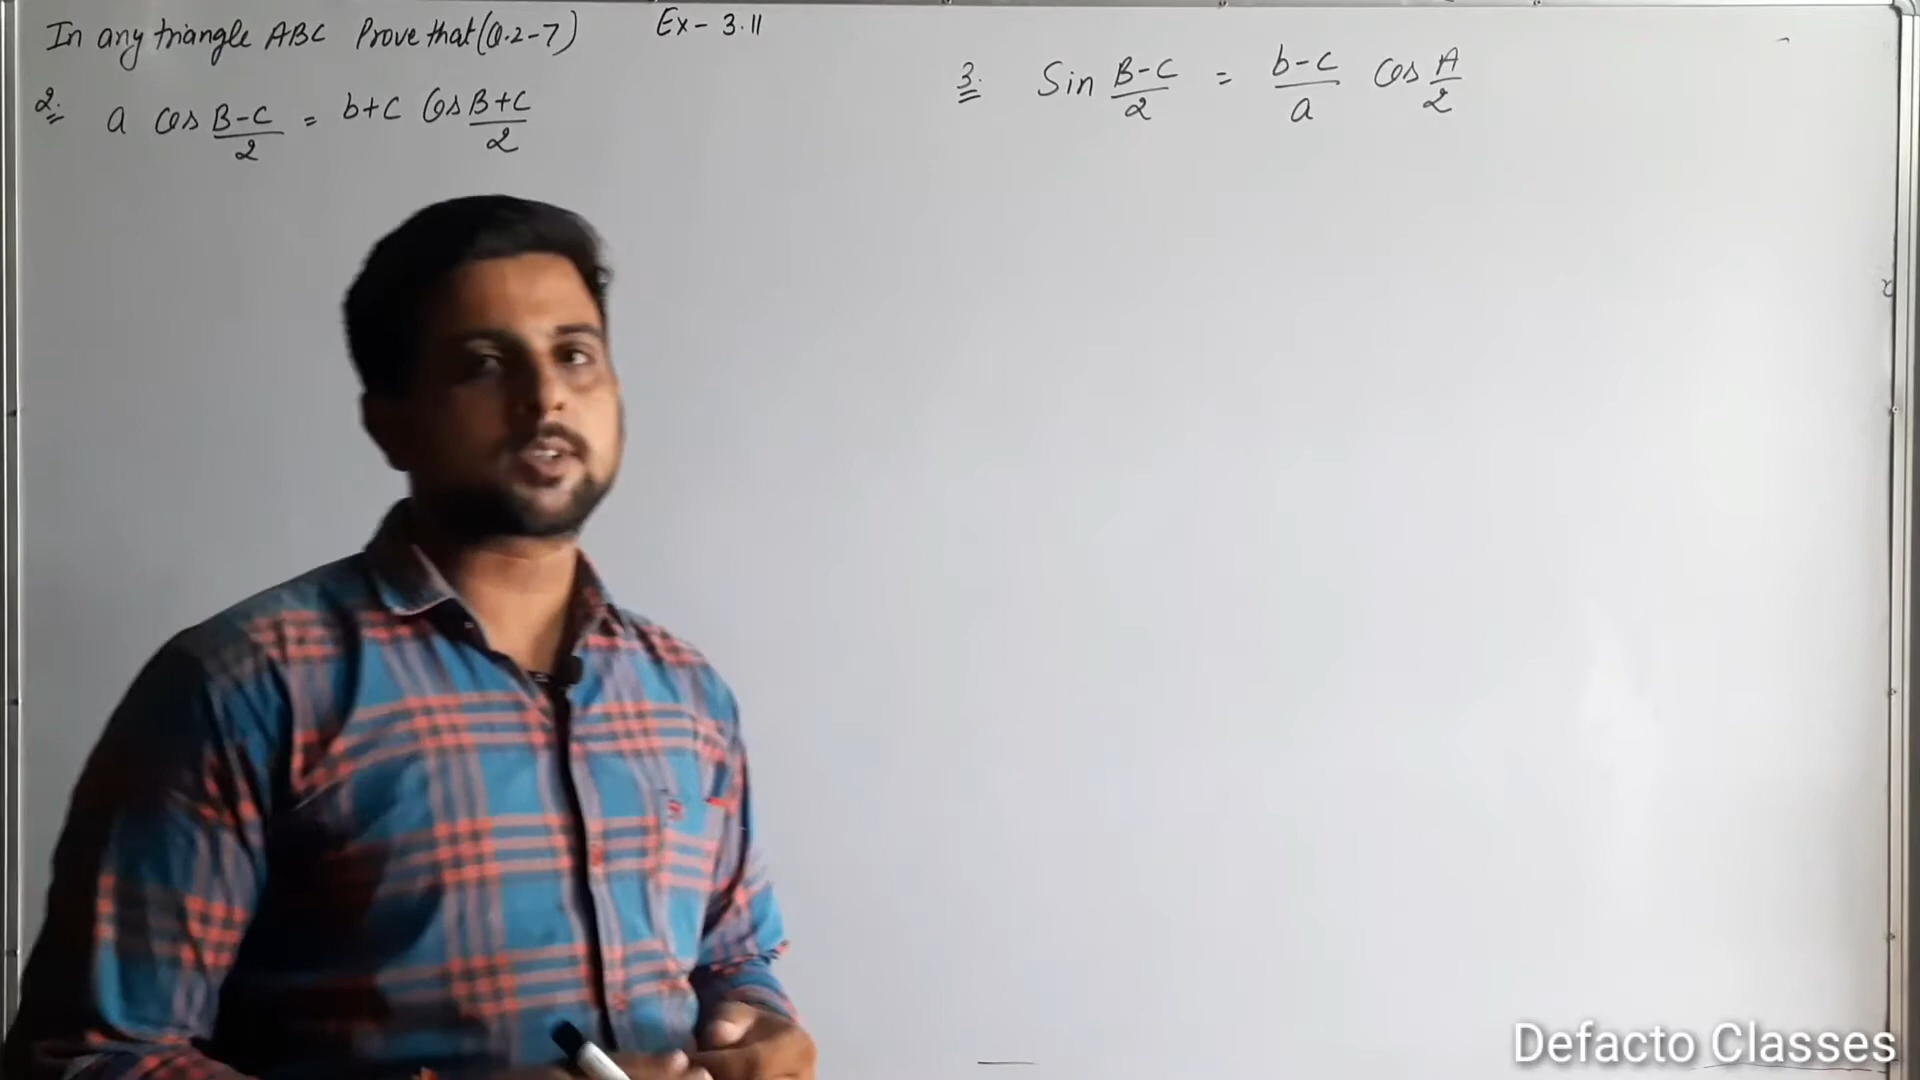 In any triangle ABC Prove that (Q.2-7) Ex- 3.11
2. a cos B-C/2 = b+c Cos B+C/2
3. Sin B-C/2 = b-c/a cos A/2
Defacto Classes